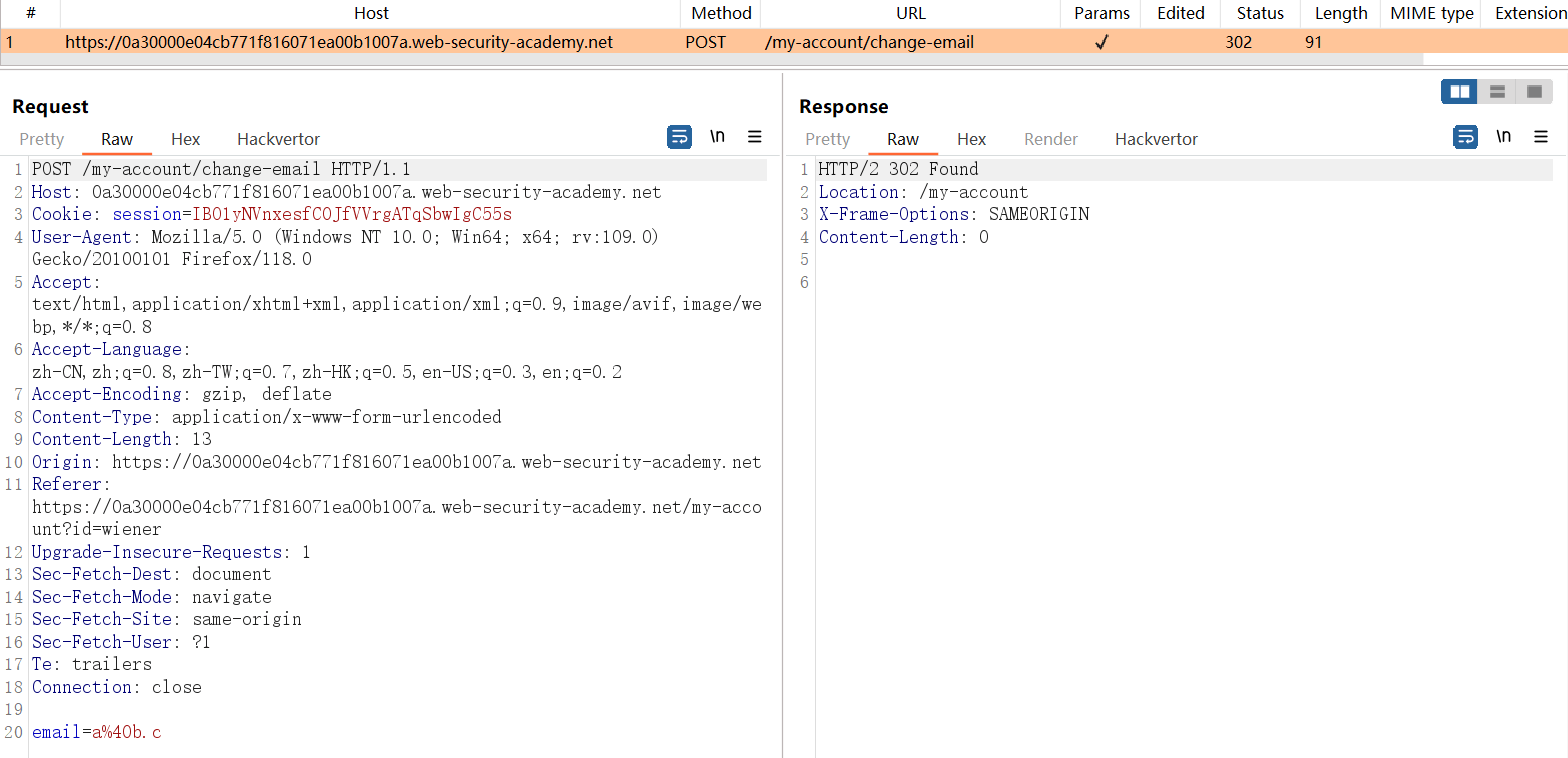 # Host Method URL Params Edited Status Length MIME type Extension
1 https://0a30000e04cb771f816071ea00b1007a.web-security-academy.net POST /my-account/change-email ✓ 302 91
Request
Pretty Raw Hex Hackvertor \n
1 POST /my-account/change-email HTTP/1.1
2 Host: 0a30000e04cb771f816071ea00b1007a.web-security-academy.net
3 Cookie: session=IBO1yNVnxesfCOJfVVrgATqSbwIgC55s
4 User-Agent: Mozilla/5.0 (Windows NT 10.0; Win64; x64; rv:109.0)
Gecko/20100101 Firefox/118.0
5 Accept:
text/html,application/xhtml+xml,application/xml;q=0.9,image/avif,image/we
bp,*/*;q=0.8
6 Accept-Language:
zh-CN,zh;q=0.8,zh-TW;q=0.7,zh-HK;q=0.5,en-US;q=0.3,en;q=0.2
7 Accept-Encoding: gzip, deflate
8 Content-Type: application/x-www-form-urlencoded
9 Content-Length: 13
10 Origin: https://0a30000e04cb771f816071ea00b1007a.web-security-academy.net
11 Referer:
https://0a30000e04cb771f816071ea00b1007a.web-security-academy.net/my-acco
unt?id=wiener
12 Upgrade-Insecure-Requests: 1
13 Sec-Fetch-Dest: document
14 Sec-Fetch-Mode: navigate
15 Sec-Fetch-Site: same-origin
16 Sec-Fetch-User: ?1
17 Te: trailers
18 Connection: close
19
20 email=a%40b.c
Response
Pretty Raw Hex Render Hackvertor \n
1 HTTP/2 302 Found
2 Location: /my-account
3 X-Frame-Options: SAMEORIGIN
4 Content-Length: 0
5
6